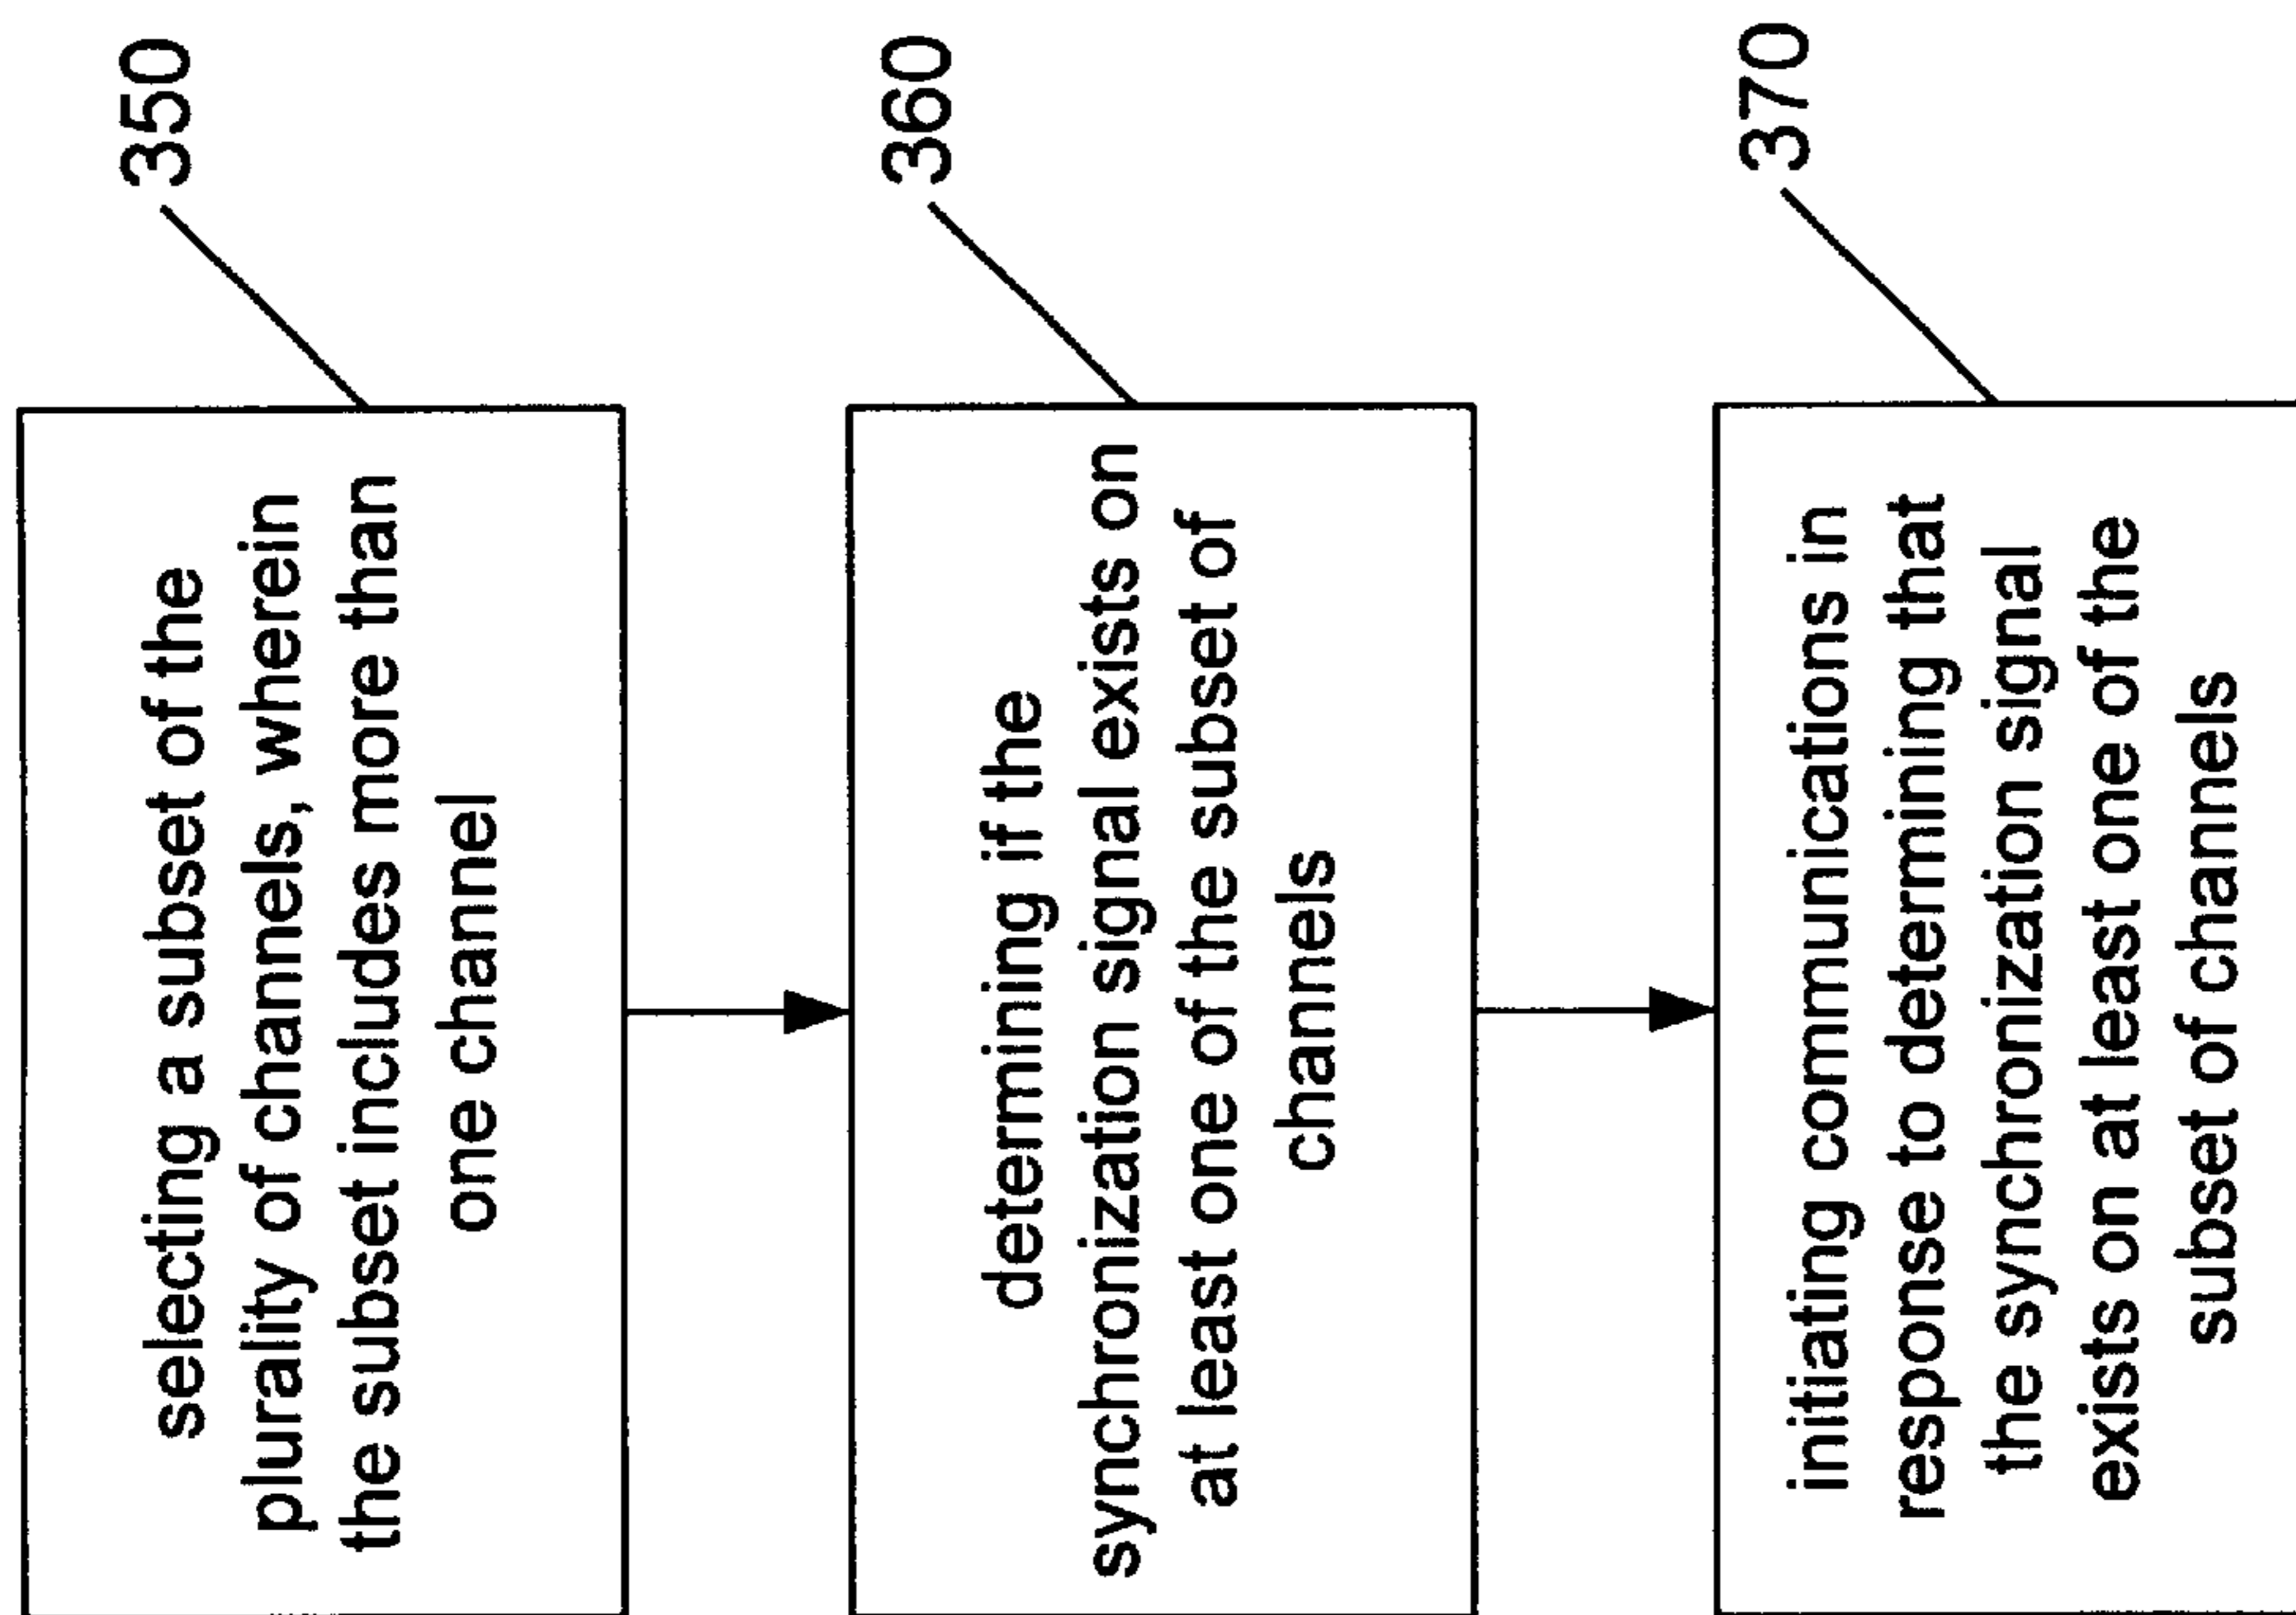 selecting a subset of the
plurality of channels, wherein
the subset includes more than
one channel
350
determining if the
synchronization signal exists on
at least one of the subset of
channels
360
initiating communications in
response to determining that
the synchronization signal
exists on at least one of the
subset of channels
370